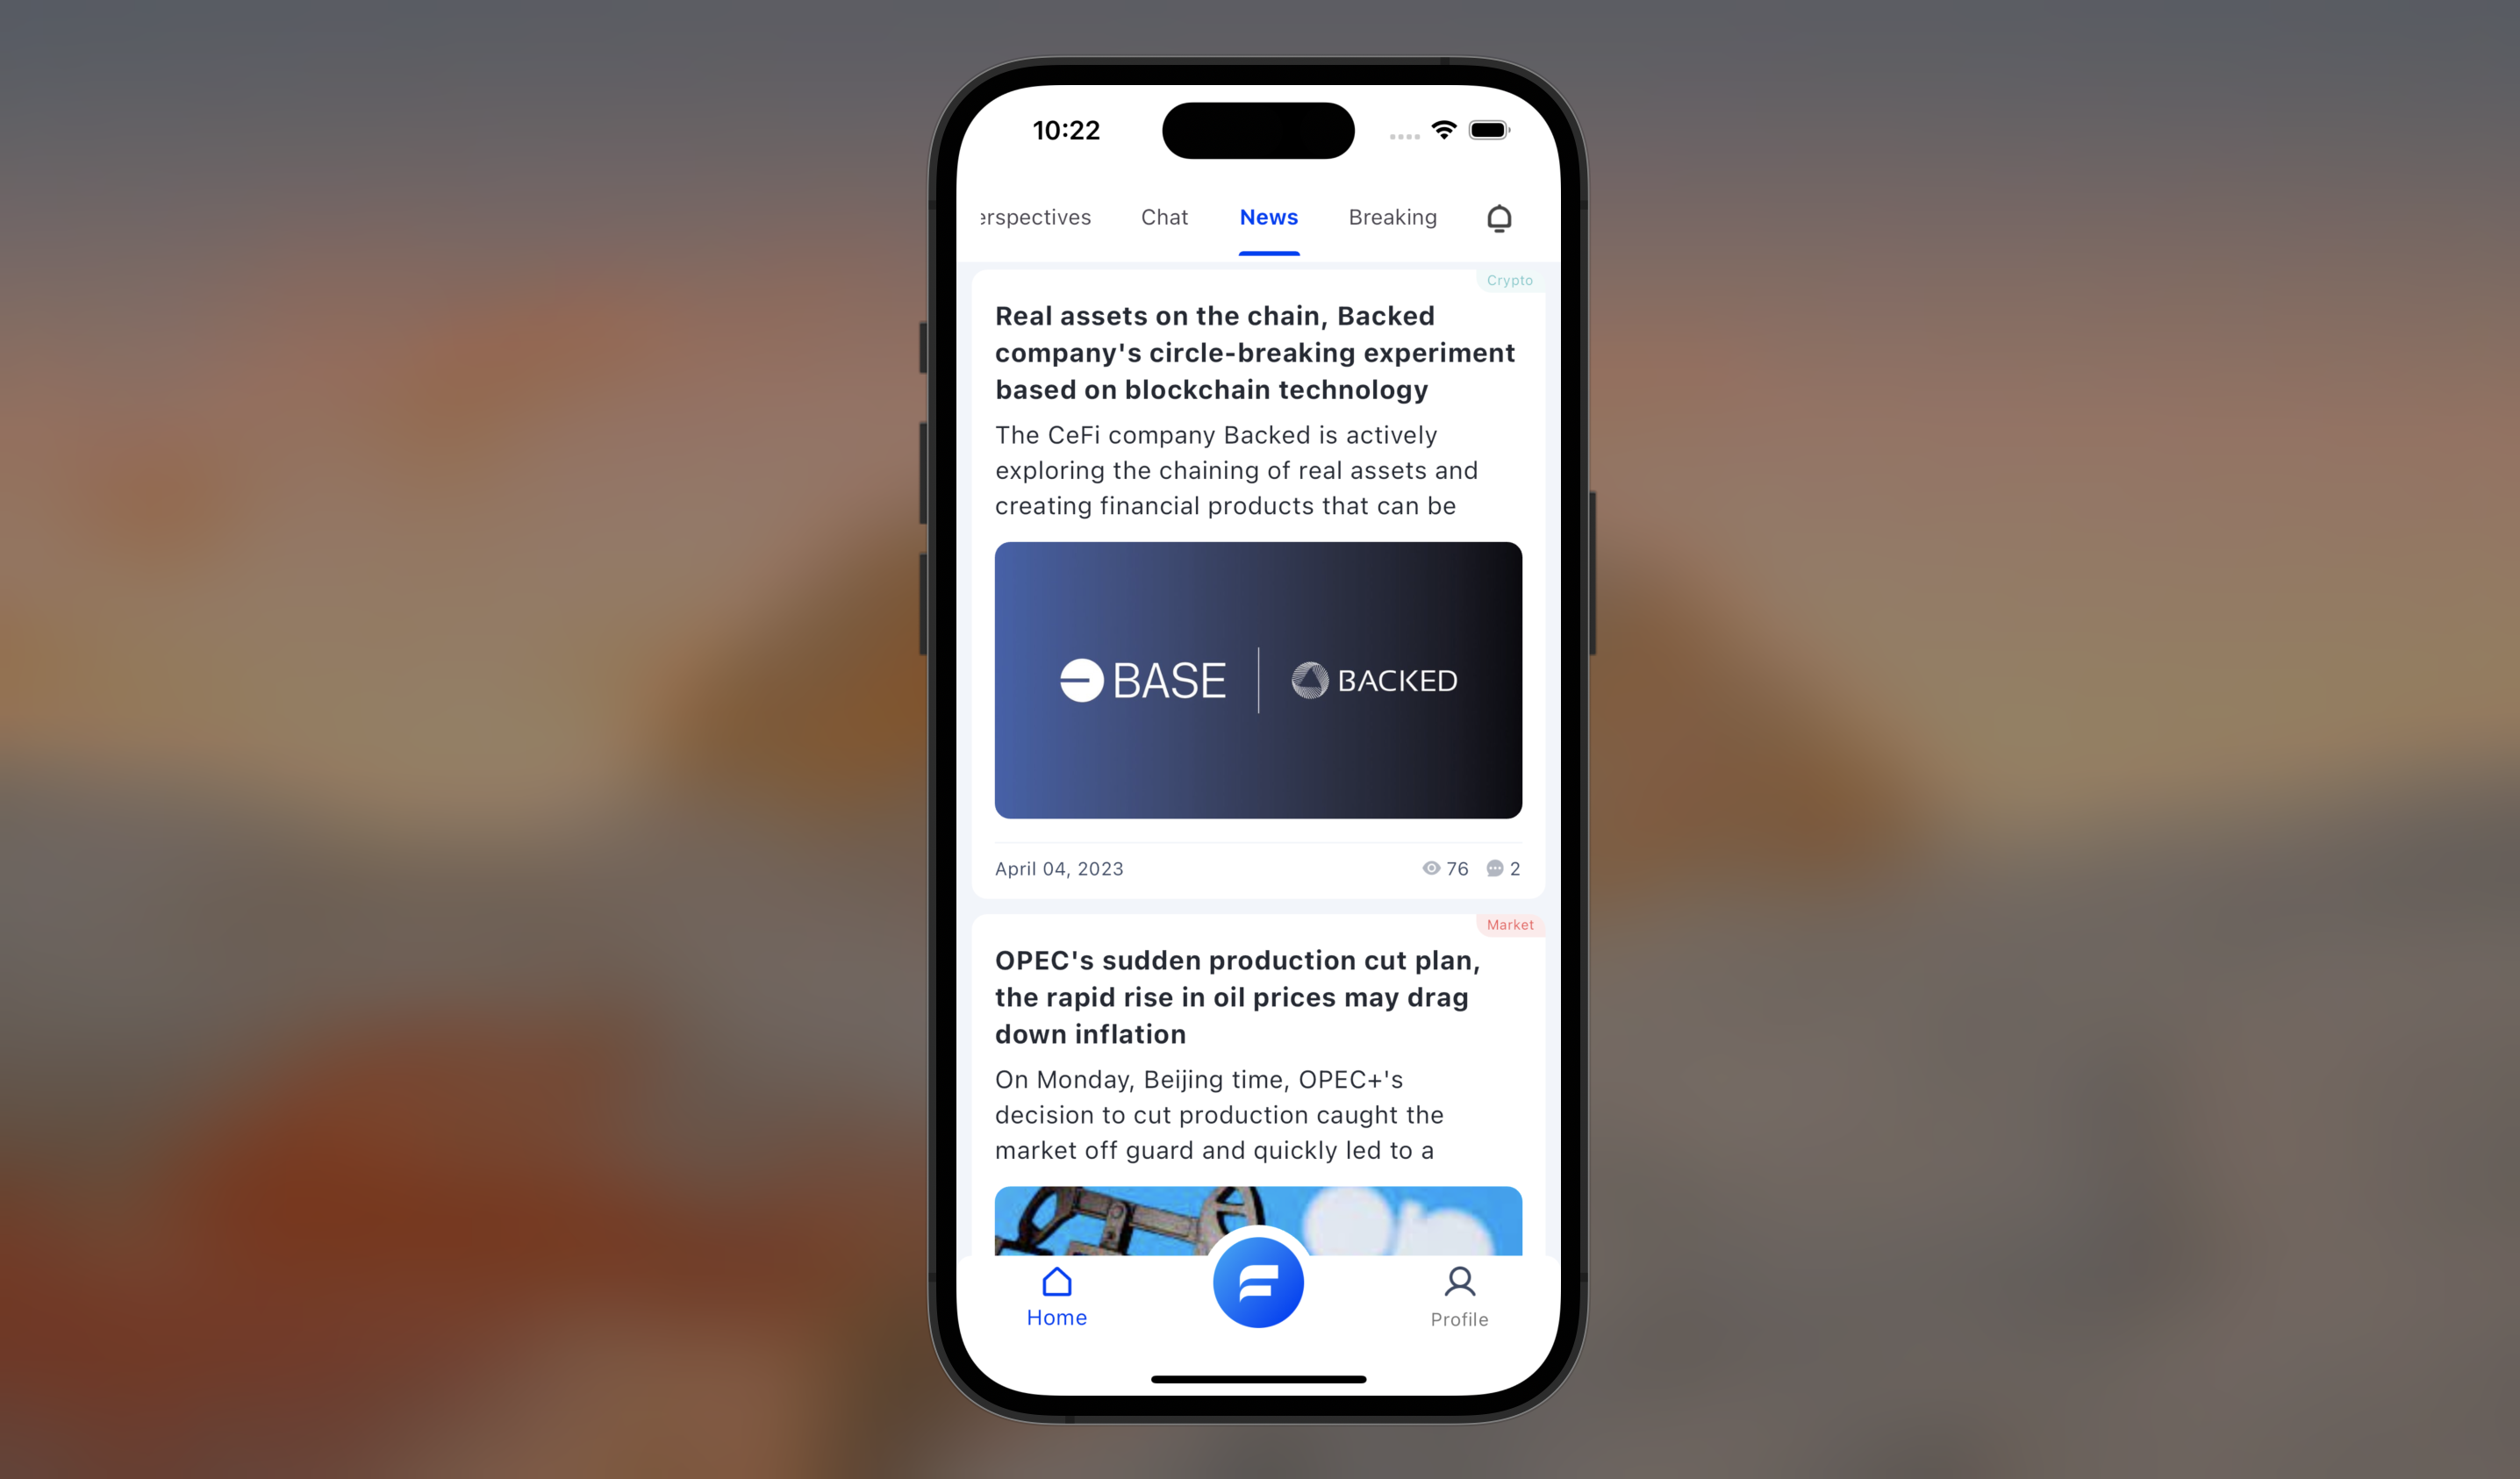 10:22
erspectives Chat News Breaking
Crypto
Real assets on the chain, Backed
company's circle-breaking experiment
based on blockchain technology
The CeFi company Backed is actively
exploring the chaining of real assets and
creating financial products that can be
BASE BACKED
April 04, 2023 76 2
Market
OPEC's sudden production cut plan,
the rapid rise in oil prices may drag
down inflation
On Monday, Beijing time, OPEC+'s
decision to cut production caught the
market off guard and quickly led to a
Home Profile